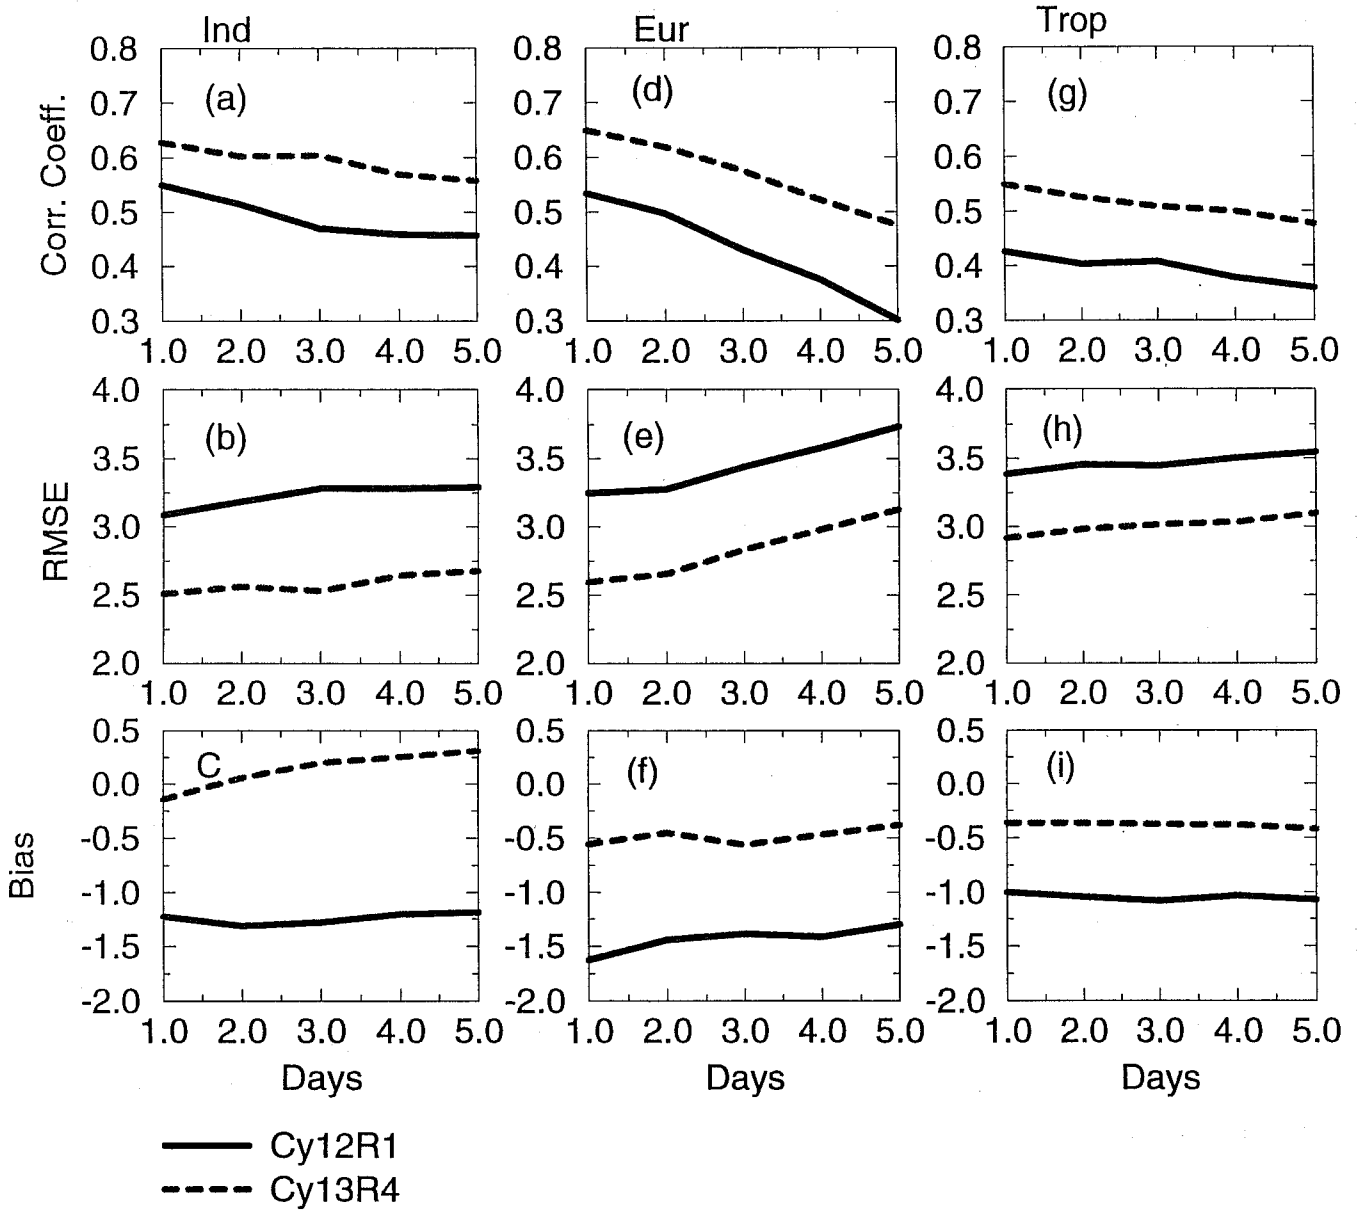 Ind Eur Trop
Corr. Coeff.
0.8 0.8 0.8
(a) (d) (g)
0.7 0.7 0.7
0.6 0.6 0.6
0.5 0.5 0.5
0.4 0.4 0.4
0.3 0.3 0.3
1.0 2.0 3.0 4.0 5.0 1.0 2.0 3.0 4.0 5.0 1.0 2.0 3.0 4.0 5.0
RMSE
4.0 4.0 4.0
(b) (e) (h)
3.5 3.5 3.5
3.0 3.0 3.0
2.5 2.5 2.5
2.0 2.0 2.0
1.0 2.0 3.0 4.0 5.0 1.0 2.0 3.0 4.0 5.0 1.0 2.0 3.0 4.0 5.0
Bias
0.5 0.5 0.5
C (f) (i)
0.0 0.0 0.0
-0.5 -0.5 -0.5
-1.0 -1.0 -1.0
-1.5 -1.5 -1.5
-2.0 -2.0 -2.0
1.0 2.0 3.0 4.0 5.0 1.0 2.0 3.0 4.0 5.0 1.0 2.0 3.0 4.0 5.0
Days Days Days
Cy12R1
Cy13R4